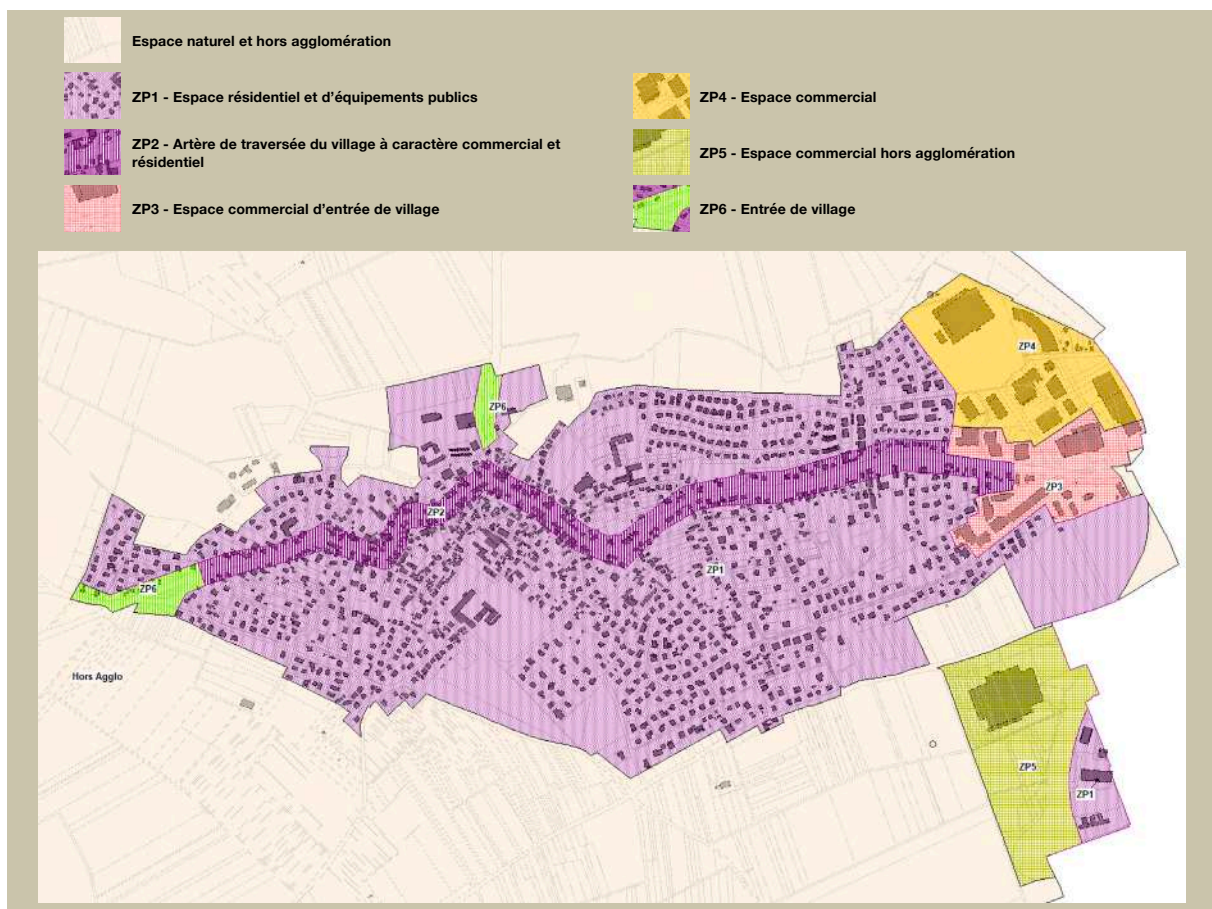 Espace naturel et hors agglomération
ZP1 - Espace résidentiel et d'équipements publics
ZP2 - Artère de traversée du village à caractère commercial et
résidentiel
ZP3 - Espace commercial d'entrée de village
ZP4 - Espace commercial
ZP5 - Espace commercial hors agglomération
ZP6 - Entrée de village
ZP4
ZP6
ZP3
ZP2
ZP1
ZP6
Hors Agglo
ZP5
ZP1